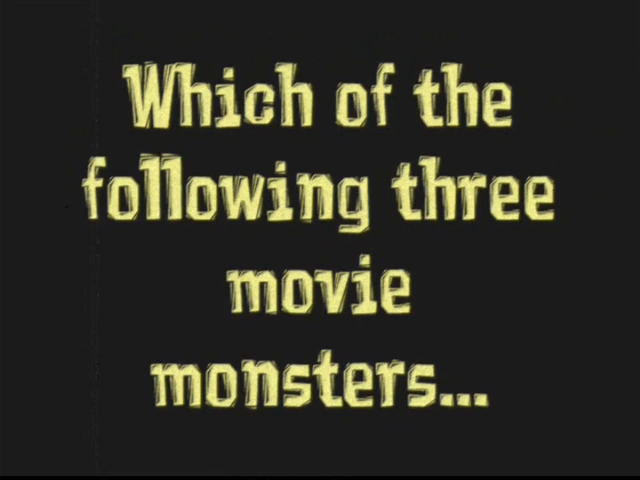 Which of the
following three
movie
monsters...